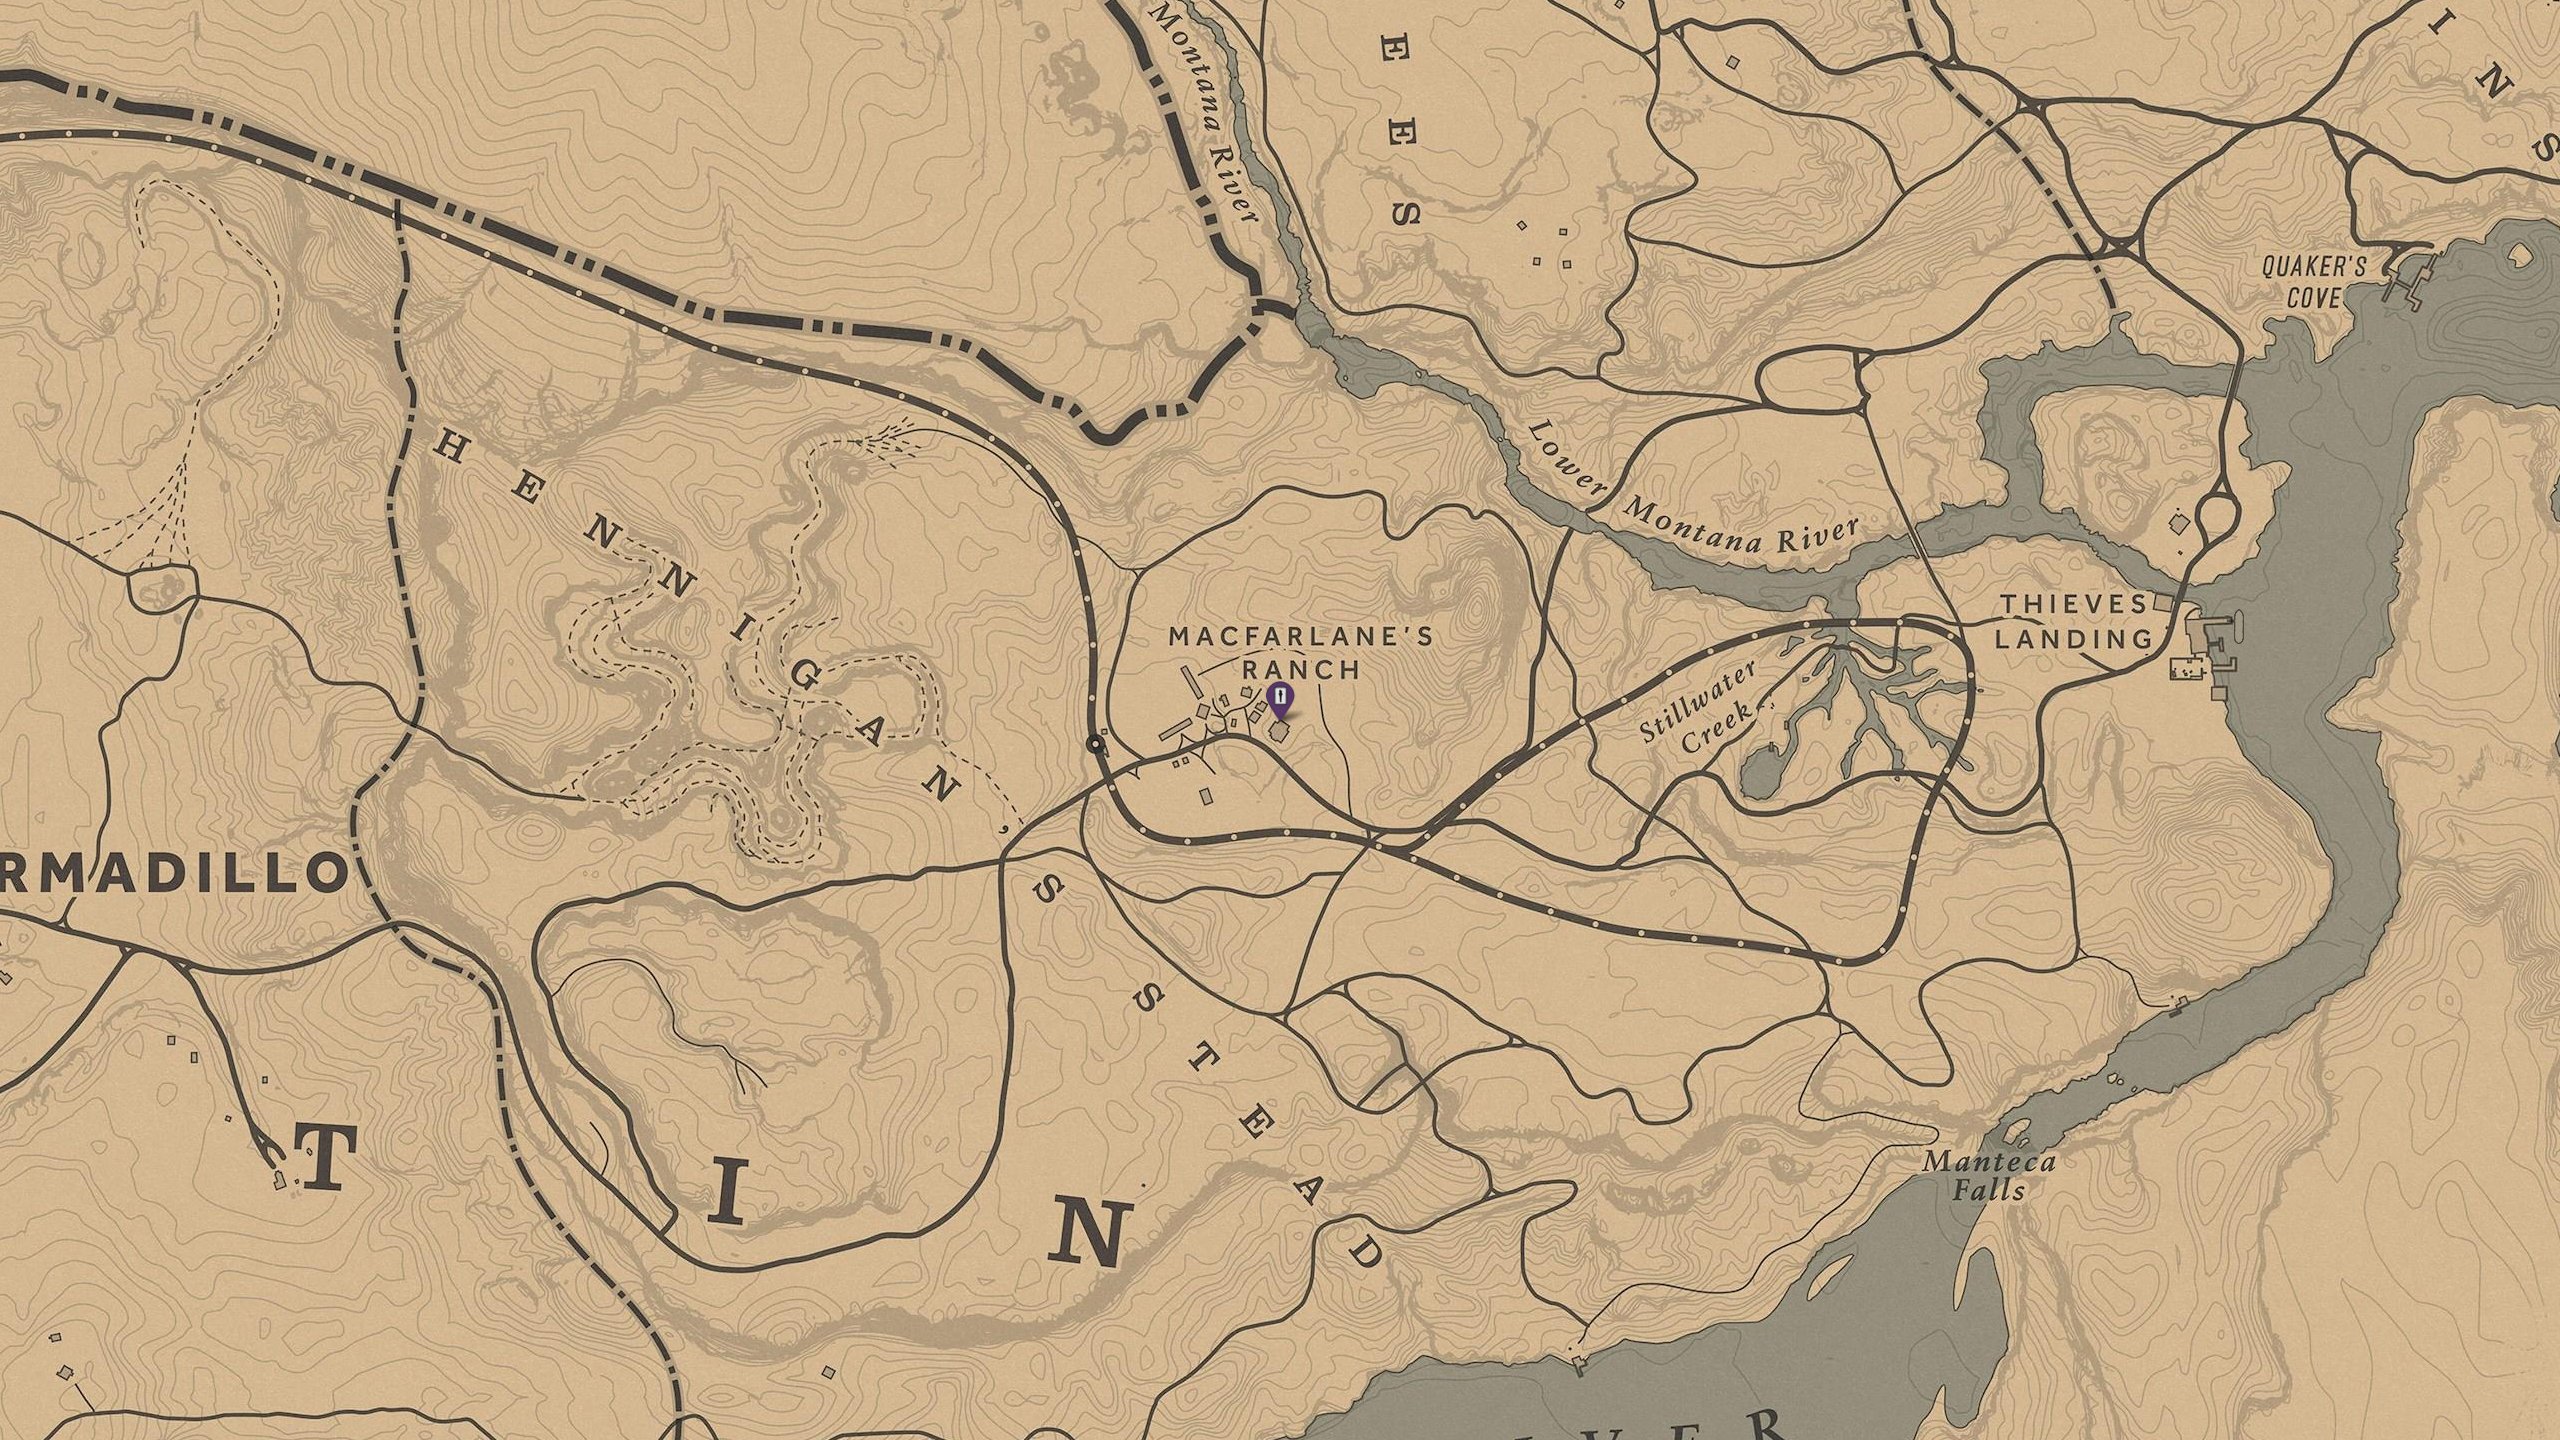 Montana River
E E S
I N S
QUAKER'S
COVE
H E N N I G A N ' S
S T E A D
Lower Montana River
MACFARLANE'S
RANCH
THIEVES
LANDING
Stillwater
Creek
RMADILLO
T I N
Manteca
Falls
V E R